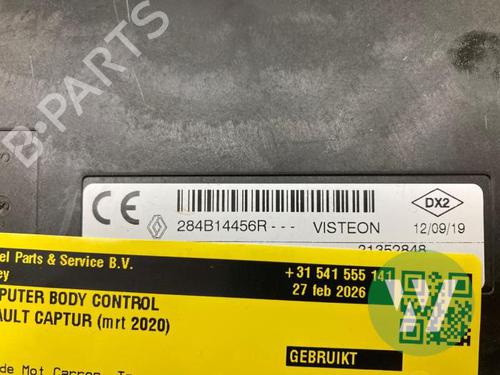 CE 284B14456R--- VISTEON DX2 12/09/19
21352848
el Parts & Service B.V. +31 541 555 141
ey 27 feb 2026
PUTER BODY CONTROL
AULT CAPTUR (mrt 2020)
GEBRUIKT